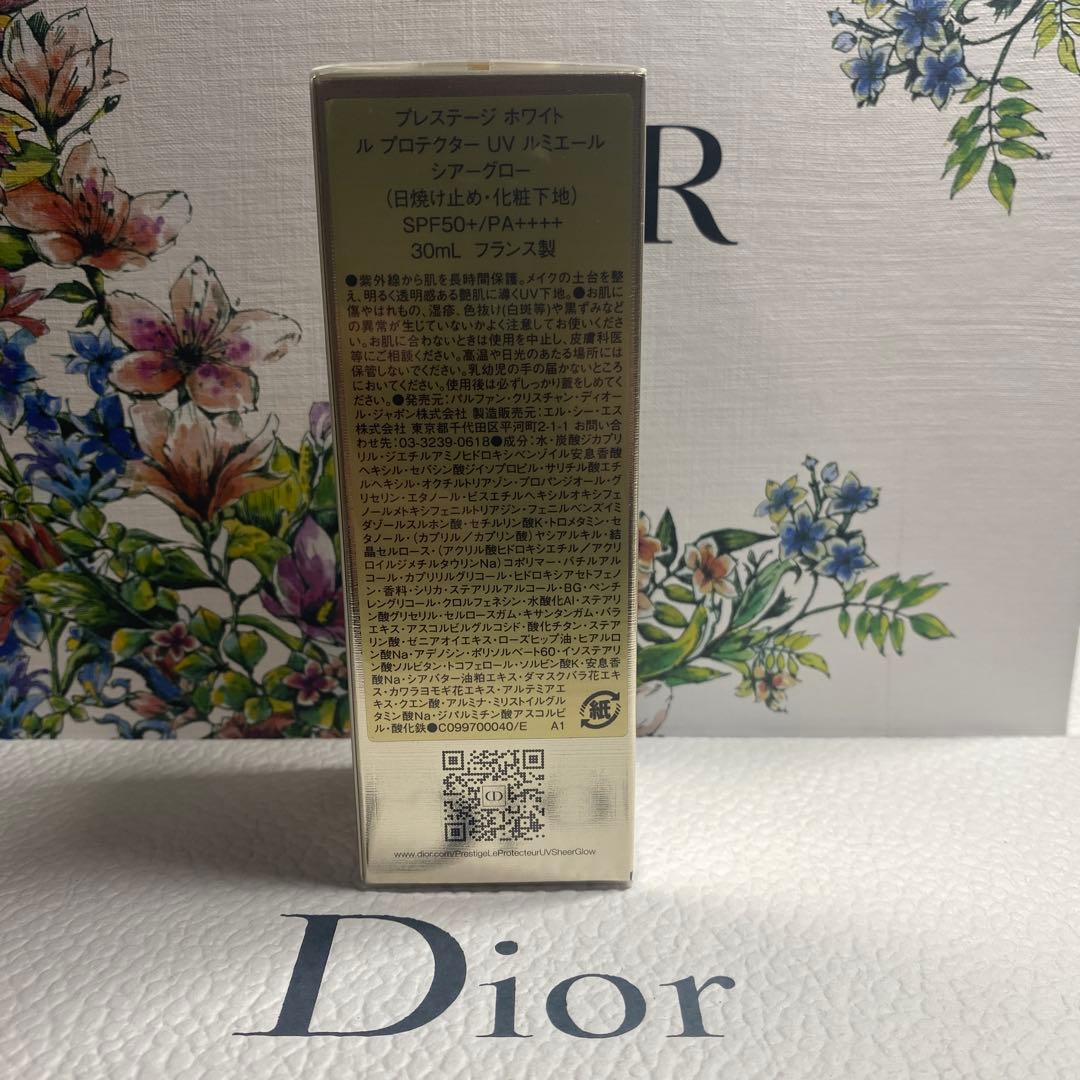 プレステージ ホワイト
ル プロテクター UV ルミエール
シアーグロー
(日焼け止め・化粧下地)
SPF50+/PA++++
30mL フランス製
●紫外線から肌を長時間保護。メイクの土台を整
え、明るく透明感ある艶肌に導くUV下地。●お肌に
傷やはれもの、湿疹、色抜け(白斑等)や黒ずみなど
の異常が生じていないかよく注意してお使いくださ
い。お肌に合わないときは使用を中止し、皮膚科医
等にご相談ください。高温や日光のあたる場所には
保管しないでください。乳幼児の手の届かないところ
においてください。使用後は必ずしっかり蓋をしめてく
ださい。●発売元:パルファン・クリスチャン・ディオー
ル・ジャポン株式会社 製造販売元:エル・シー・エス
株式会社 東京都千代田区平河町2-1-1 お問い合
わせ先:03-3239-0618●成分:水・炭酸ジカプリ
リル・ジエチルアミノヒドロキシベンゾイル安息香酸
ヘキシル・セバシン酸ジイソプロピル・サリチル酸エチ
ルヘキシル・オクチルトリアゾン・プロパンジオール・グ
リセリン・エタノール・ビスエチルヘキシルオキシフェ
ノールメトキシフェニルトリアジン・フェニルベンズイミ
ダゾールスルホン酸・セチルリン酸K・トロメタミン・セ
タノール・(カプリル/カプリン酸)ヤシアルキル・結
晶セルロース・(アクリル酸ヒドロキシエチル/アクリ
ロイルジメチルタウリンNa)コポリマー・バチルアル
コール・カプリリルグリコール・ヒドロキシアセトフェノ
ン・香料・シリカ・ステアリルアルコール・BG・ペンチ
レングリコール・クロルフェネシン・水酸化Al・ステアリ
ン酸グリセリル・セルロースガム・キサンタンガム・バラ
エキス・アスコルビルグルコシド・酸化チタン・ステア
リン酸・ゼニアオイエキス・ローズヒップ油・ヒアルロ
ン酸Na・アデノシン・ポリソルベート60・イソステアリ
ン酸ソルビタン・トコフェロール・ソルビン酸K・安息香
酸Na・シアバター油粕エキス・ダマスクバラ花エキ
ス・カワラヨモギ花エキス・アルテミアエ
キス・クエン酸・アルミナ・ミリストイルグル
タミン酸Na・ジパルミチン酸アスコルビ
ル・酸化鉄●C099700040/E A1
紙
CD
www.dior.com/PrestigeLeProtecteurUVSheerGlow
R
Dior